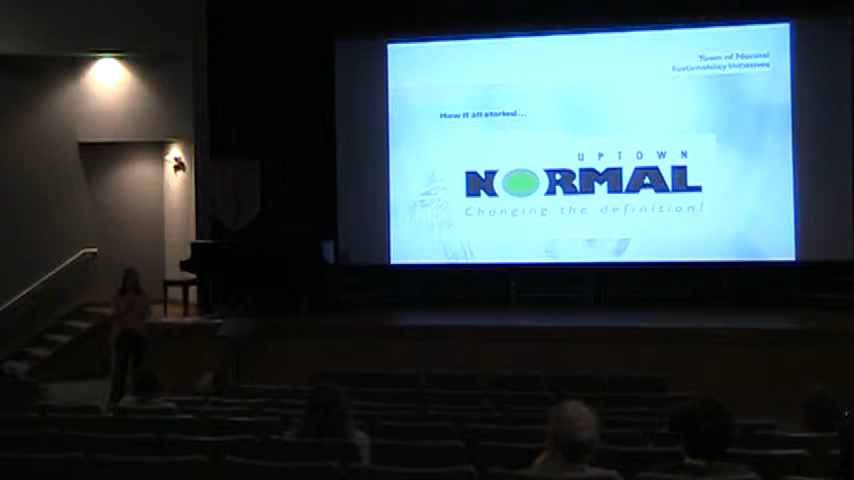 Town of Normal
Sustainability Initiatives
How it all started...
UPTOWN
NORMAL
Changing the definition!